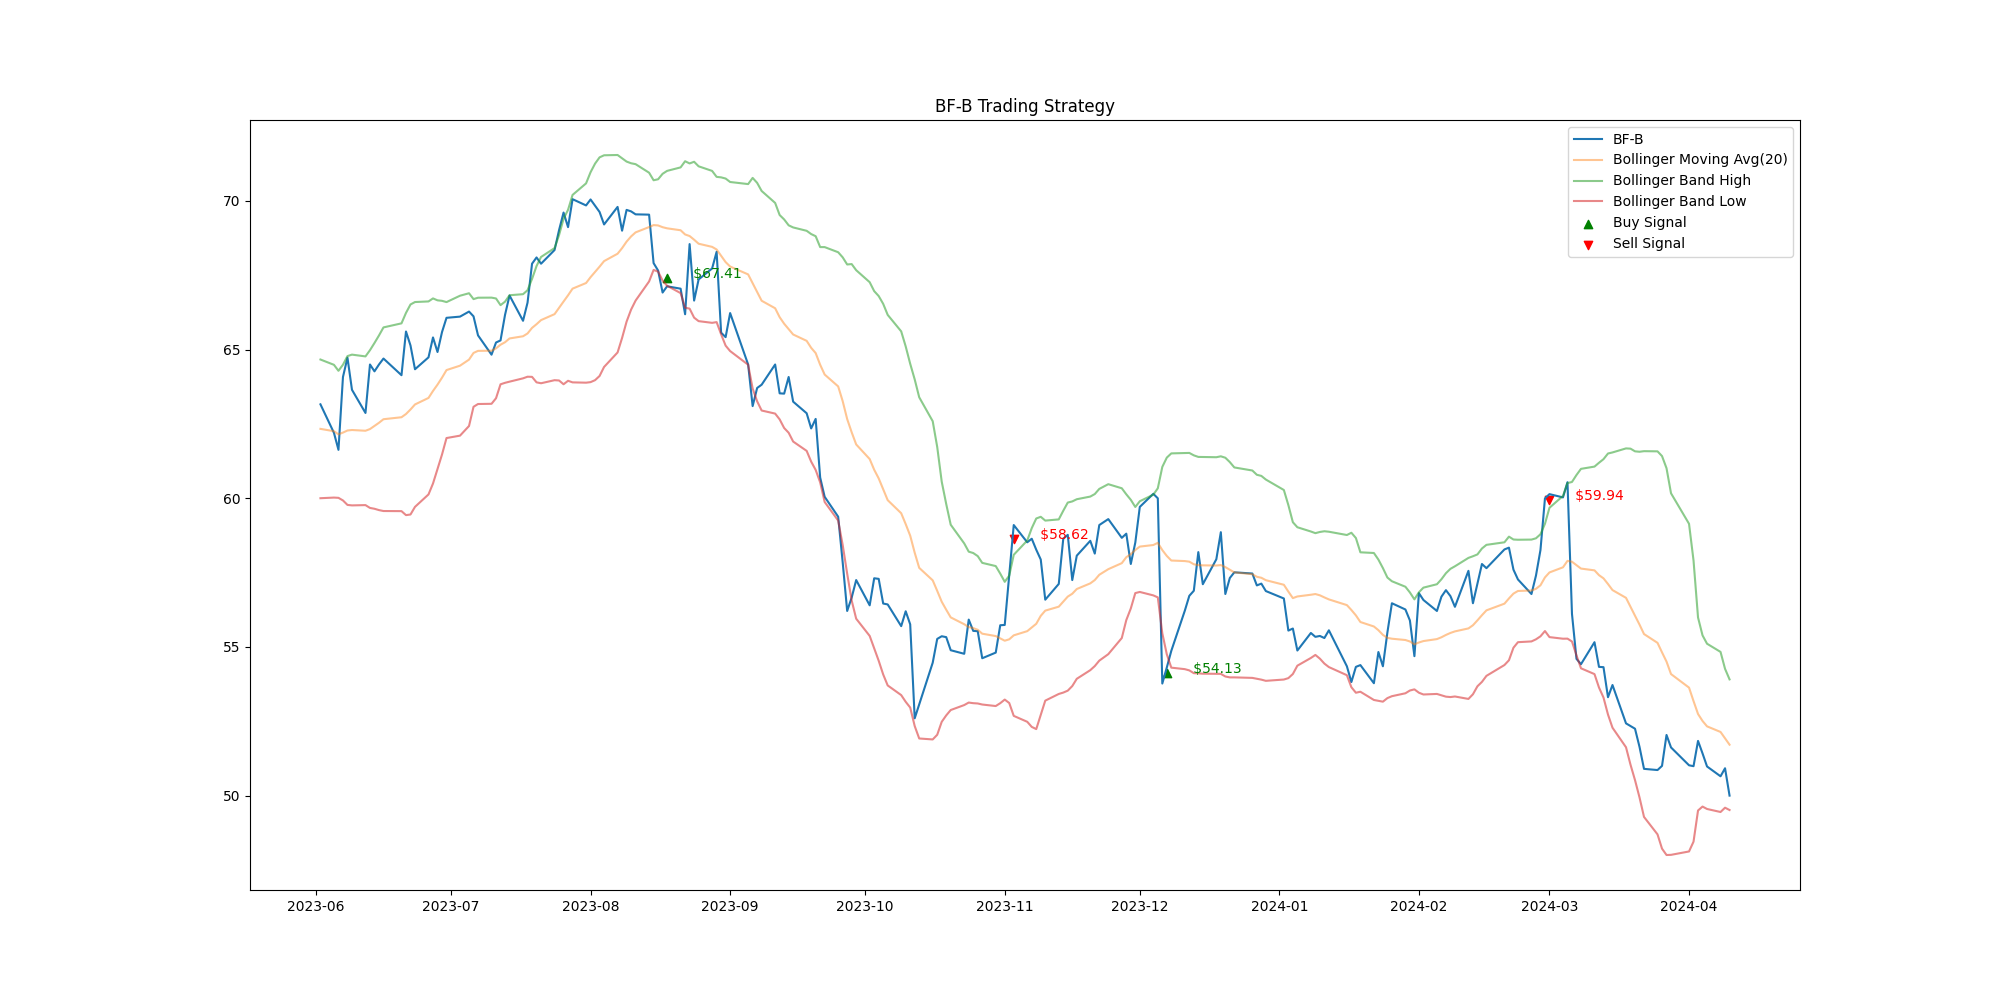 BF-B Trading Strategy
BF-B
Bollinger Moving Avg(20)
Bollinger Band High
Bollinger Band Low
Buy Signal
Sell Signal
70
65
60
55
50
$67.41
$58.62
$54.13
$59.94
2023-06 2023-07 2023-08 2023-09 2023-10 2023-11 2023-12 2024-01 2024-02 2024-03 2024-04